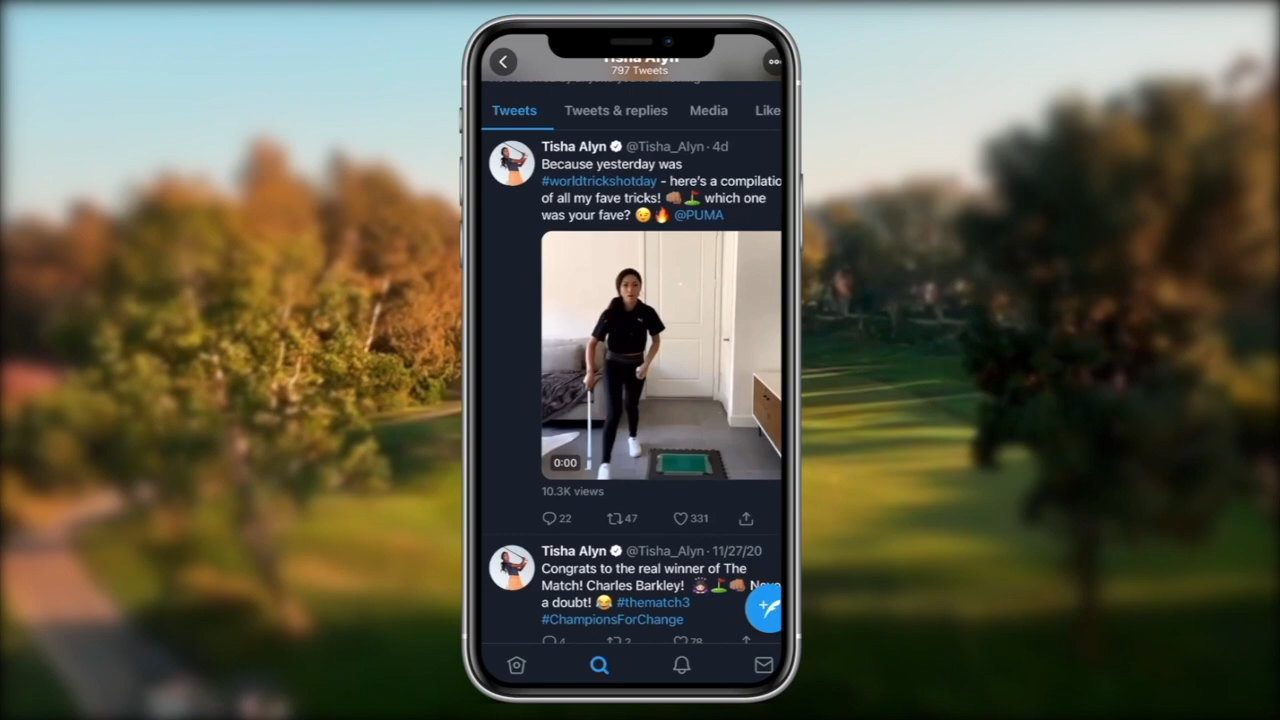 Tisha Alyn
797 Tweets
Tweets Tweets & replies Media Like
Tisha Alyn @Tisha_Alyn · 4d
Because yesterday was
#worldtrickshotday - here's a compilatio
of all my fave tricks! 👊🏽⛳ which one
was your fave? 😉🔥 @PUMA
0:00
10.3K views
22 47 331
Tisha Alyn @Tisha_Alyn · 11/27/20
Congrats to the real winner of The
Match! Charles Barkley! 🤷🏻‍♀️⛳👊🏽
a doubt! 😂 #thematch3
#ChampionsForChange
4 2 78